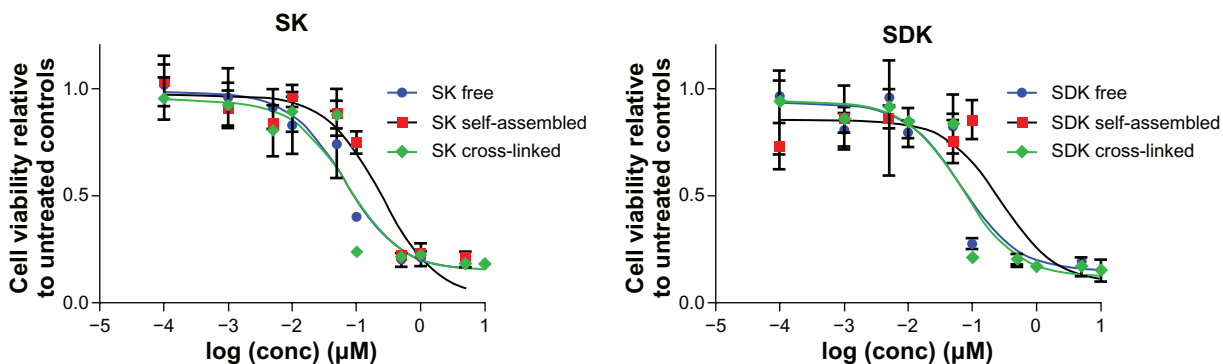 SK
Cell viability relative
to untreated controls
1.0
0.5
0.0
−5
−4
−3
−2
−1
0
1
log (conc) (µM)
SK free
SK self-assembled
SK cross-linked
SDK
Cell viability relative
to untreated controls
1.0
0.5
0.0
−5
−4
−3
−2
−1
0
1
log (conc) (µM)
SDK free
SDK self-assembled
SDK cross-linked